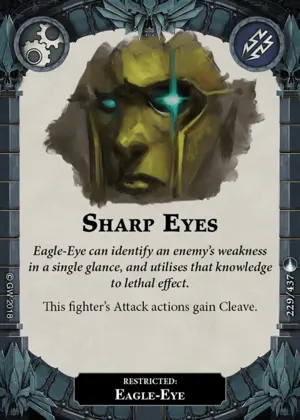 SHARP EYES
Eagle-Eye can identify an enemy's weakness
in a single glance, and utilises that knowledge
to lethal effect.
This fighter's Attack actions gain Cleave.
© GW 2018
229/437
RESTRICTED:
EAGLE-EYE